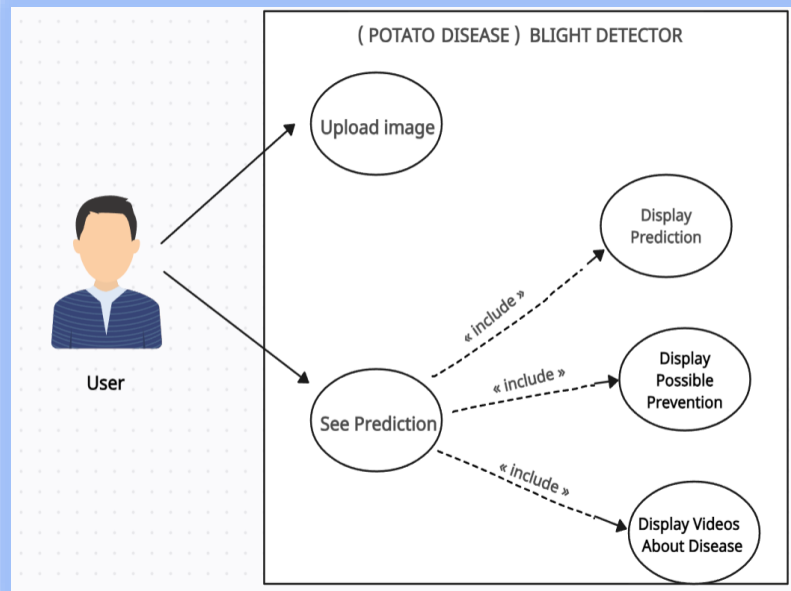 ( POTATO DISEASE ) BLIGHT DETECTOR
Upload image
Display
Prediction
« include »
User
See Prediction
« include »
Display
Possible
Prevention
« include »
Display Videos
About Disease